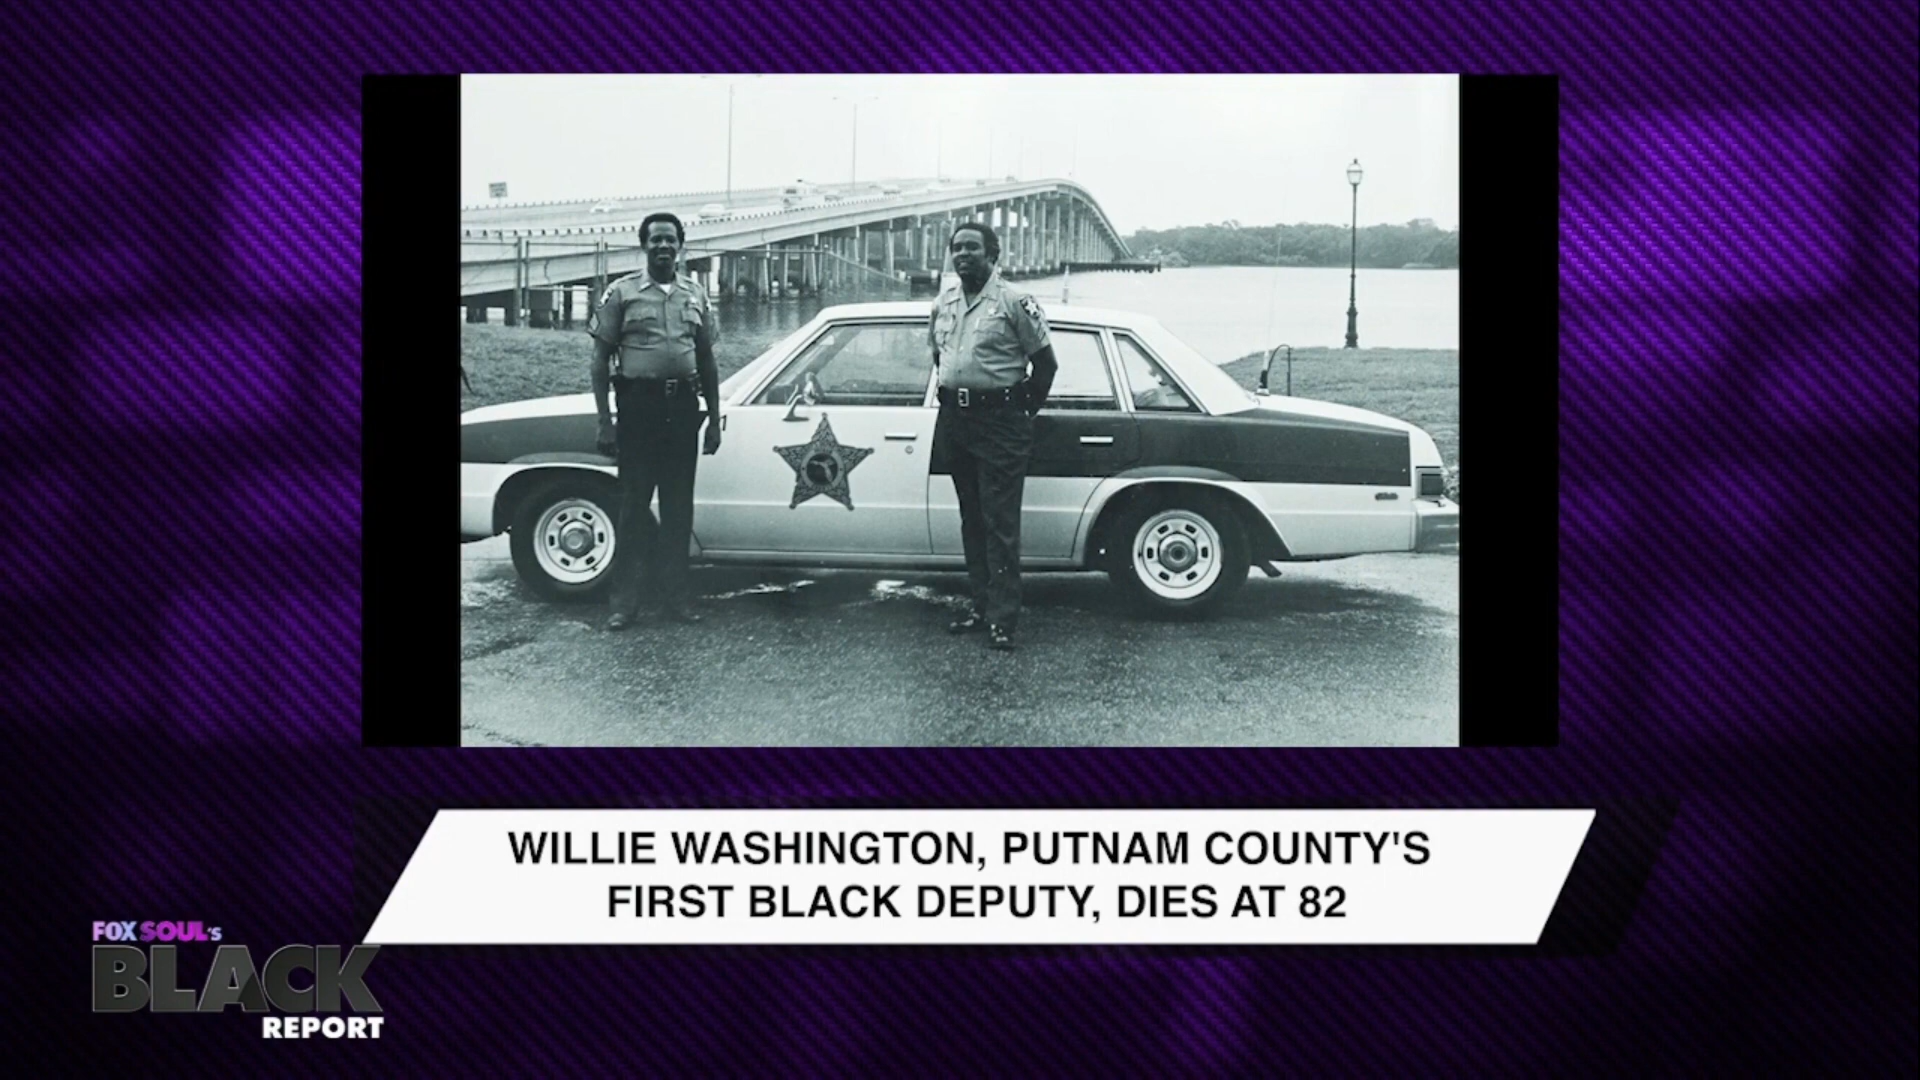 WILLIE WASHINGTON, PUTNAM COUNTY'S
FIRST BLACK DEPUTY, DIES AT 82
FOX SOUL's
BLACK
REPORT